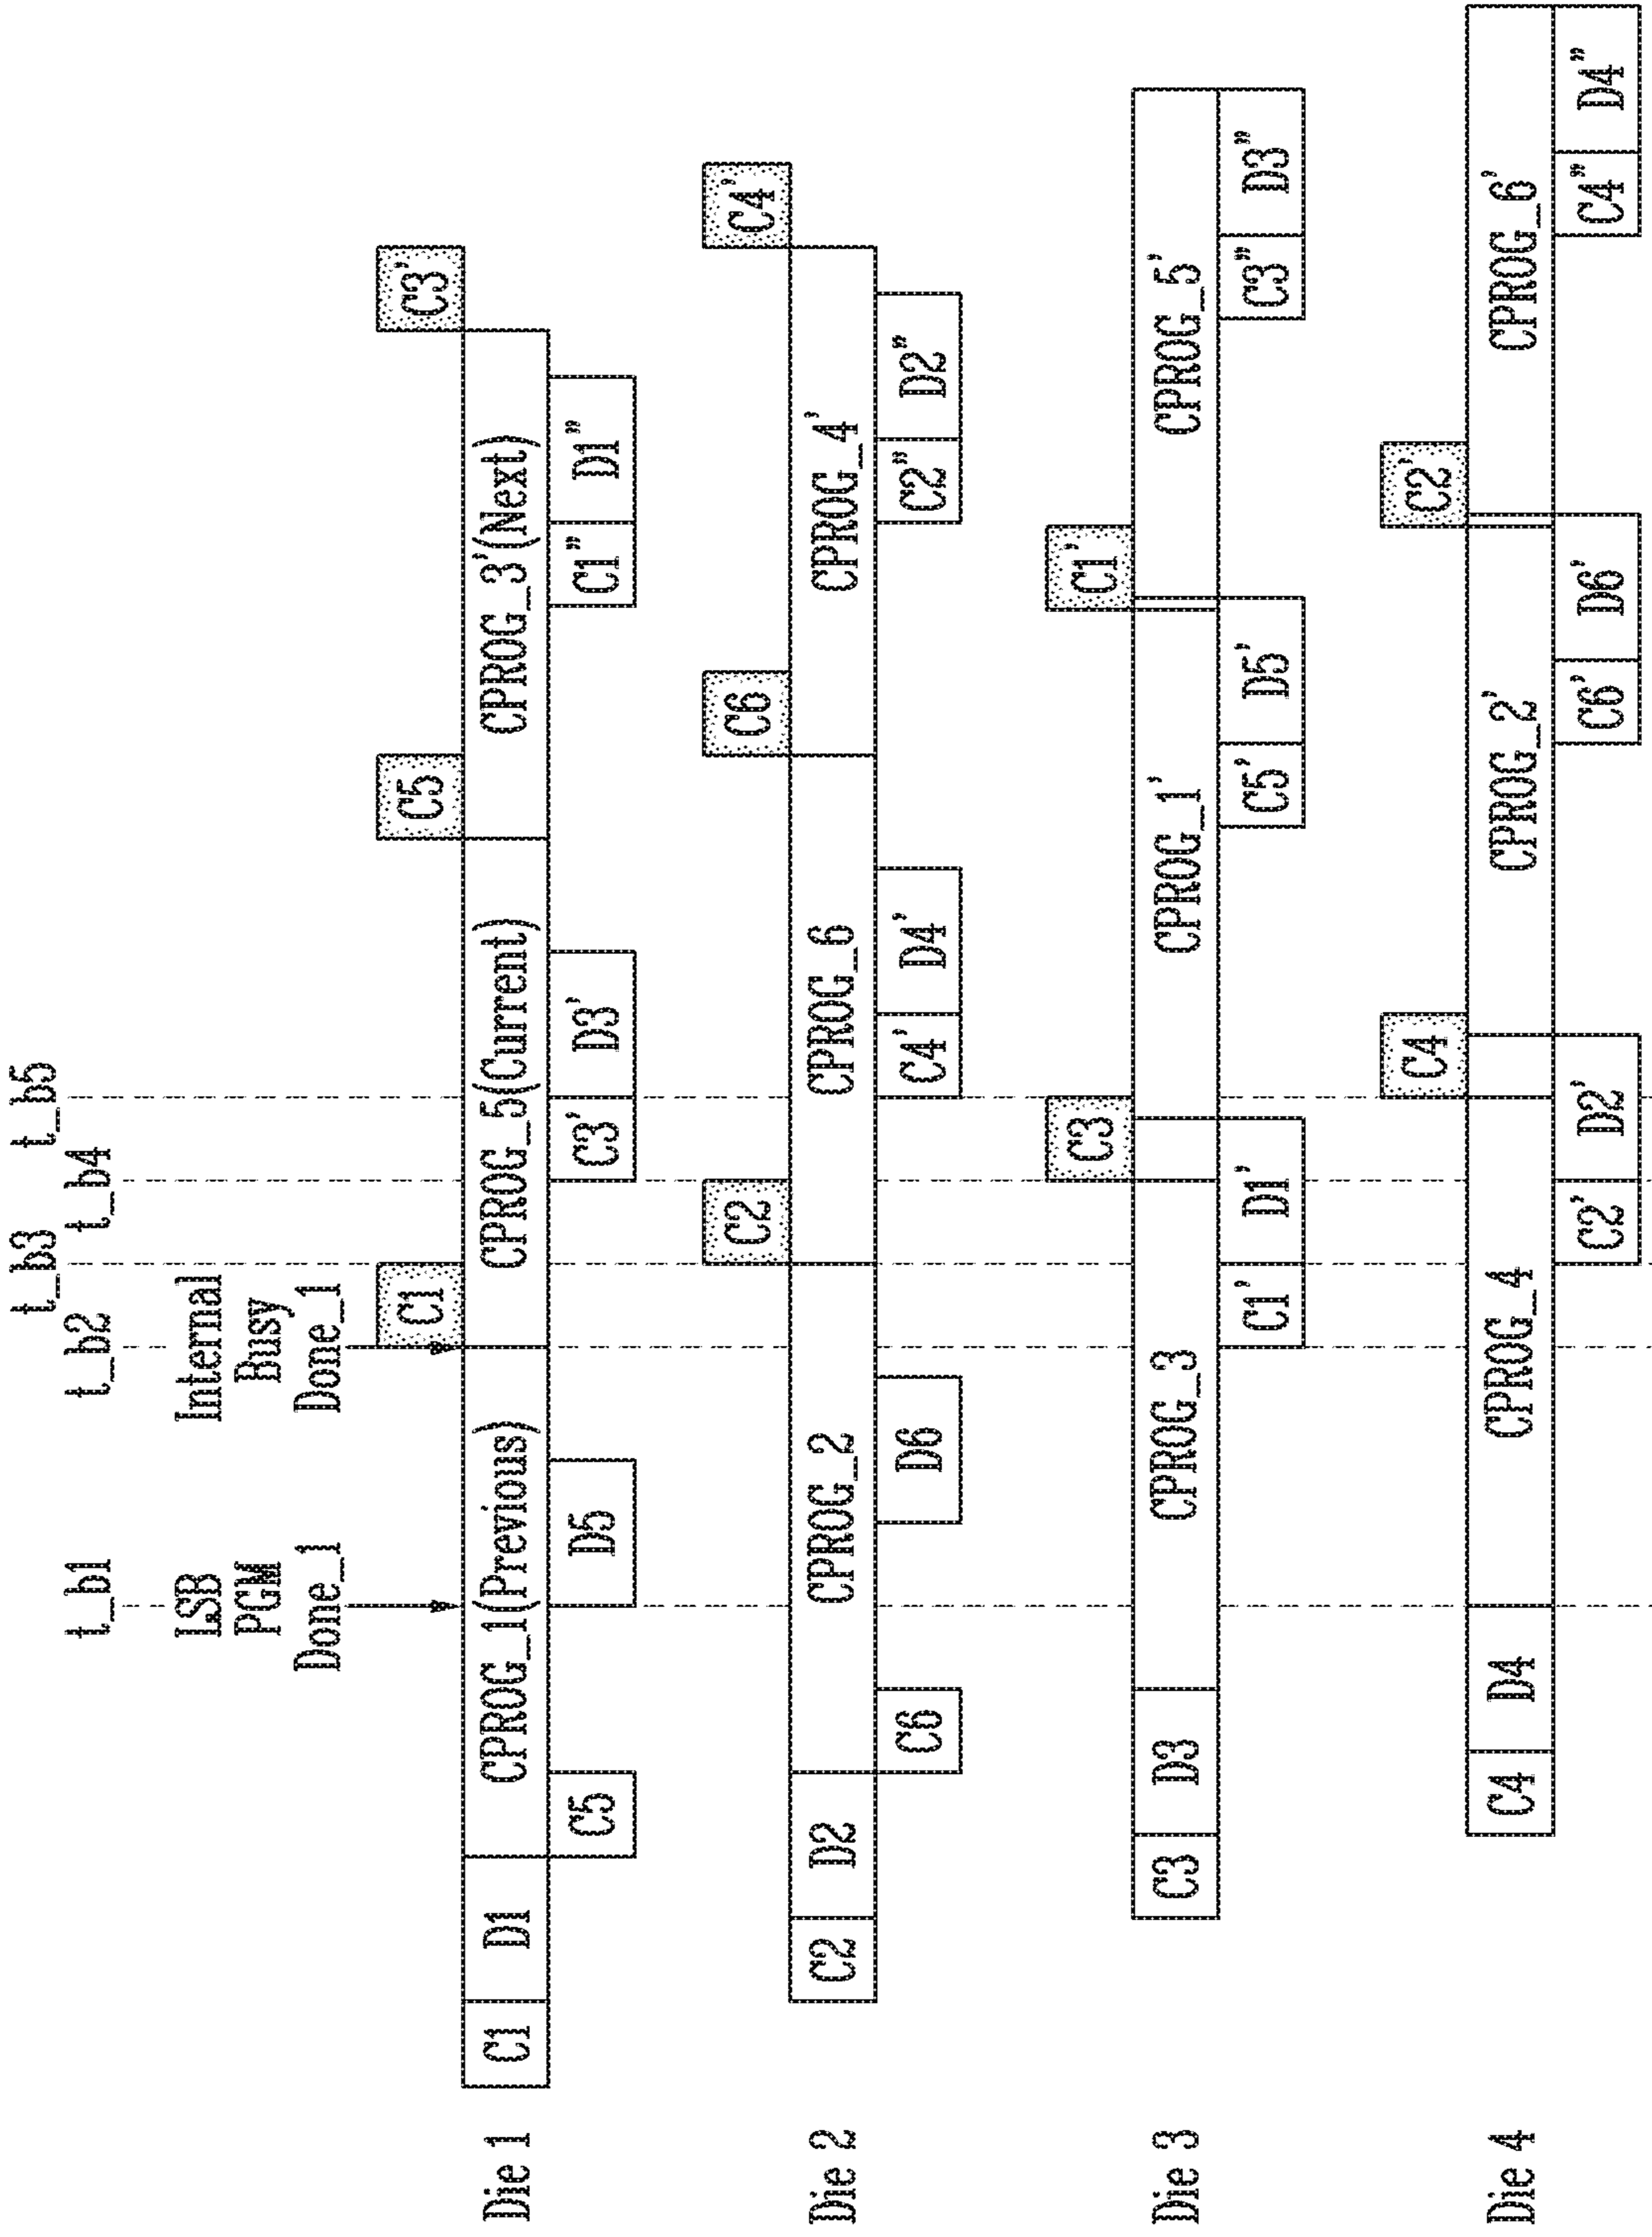 t_b1 t_b2 t_b3 t_b4 t_b5
LSB
PGM
Done_1
Internal
Busy
Done_1
C1 C5 C3’
Die 1 C1 D1 CPROG_1(Previous) CPROG_5(Current) CPROG_3’(Next)
C5 D5 C3’ D3’ C1” D1”
C2 C6 C4’
Die 2 C2 D2 CPROG_2 CPROG_6 CPROG_4’
C6 D6 C4’ D4’ C2” D2”
C3 C1’
Die 3 C3 D3 CPROG_3 CPROG_1’ CPROG_5’
C1’ D1’ C5’ D5’ C3” D3”
C4 C2’
Die 4 C4 D4 CPROG_4 CPROG_2’ CPROG_6’
C2’ D2’ C6’ D6’ C4” D4”